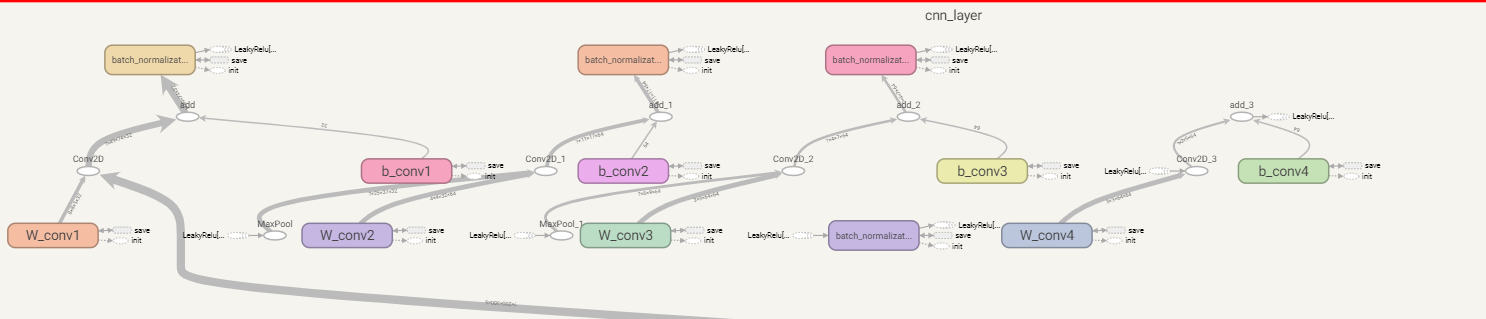 cnn_layer
batch_normalizat...
LeakyRelu[...
save
init
batch_normalizat...
LeakyRelu[...
save
init
batch_normalizat...
LeakyRelu[...
save
init
add
add_1
add_2
add_3
LeakyRelu[...
Conv2D
b_conv1
save
init
Conv2D_1
b_conv2
save
init
Conv2D_2
b_conv3
save
init
LeakyRelu[...
Conv2D_3
b_conv4
save
init
W_conv1
save
init
LeakyRelu[...
MaxPool
W_conv2
save
init
LeakyRelu[...
MaxPool_1
W_conv3
save
init
LeakyRelu[...
batch_normalizat...
LeakyRelu[...
save
init
W_conv4
save
init